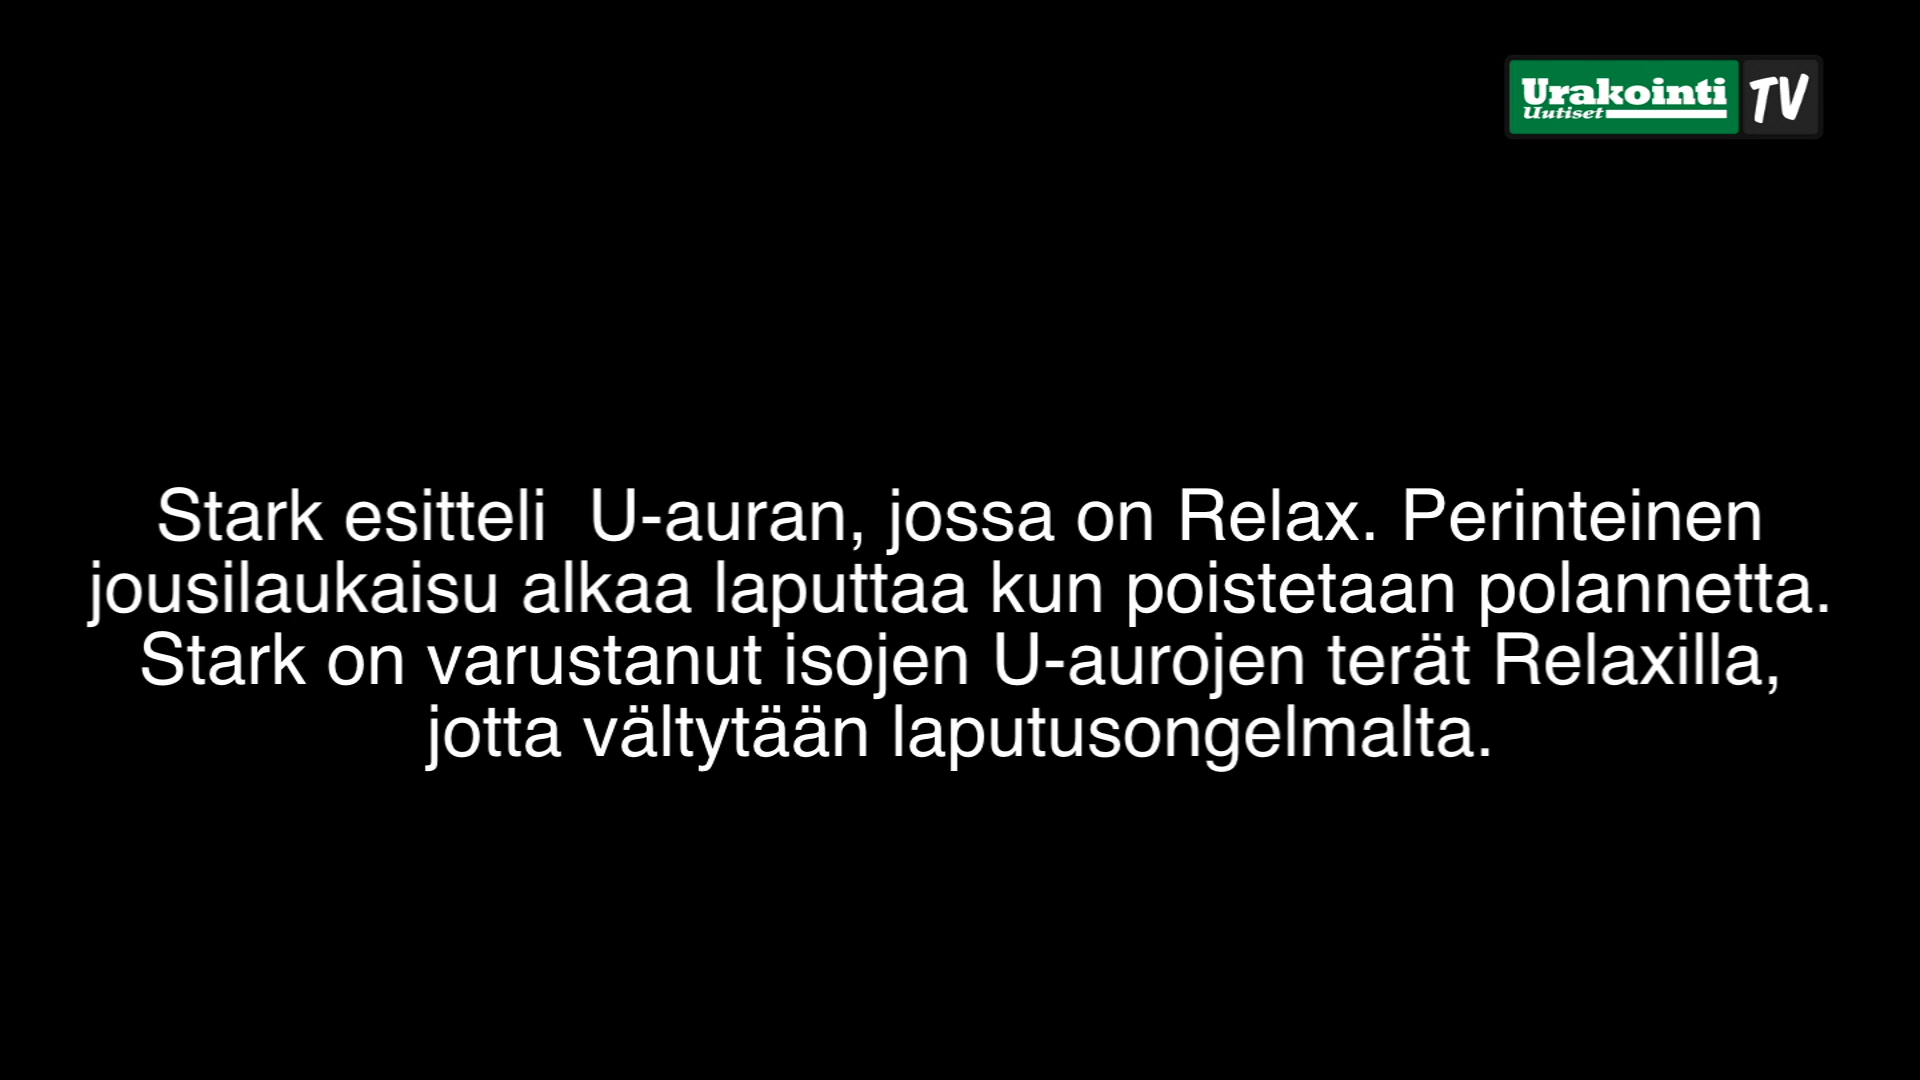 Urakointi TV
Uutiset
Stark esitteli  U-auran, jossa on Relax. Perinteinen
jousilaukaisu alkaa laputtaa kun poistetaan polannetta.
Stark on varustanut isojen U-aurojen terät Relaxilla,
jotta vältytään laputusongelmalta.